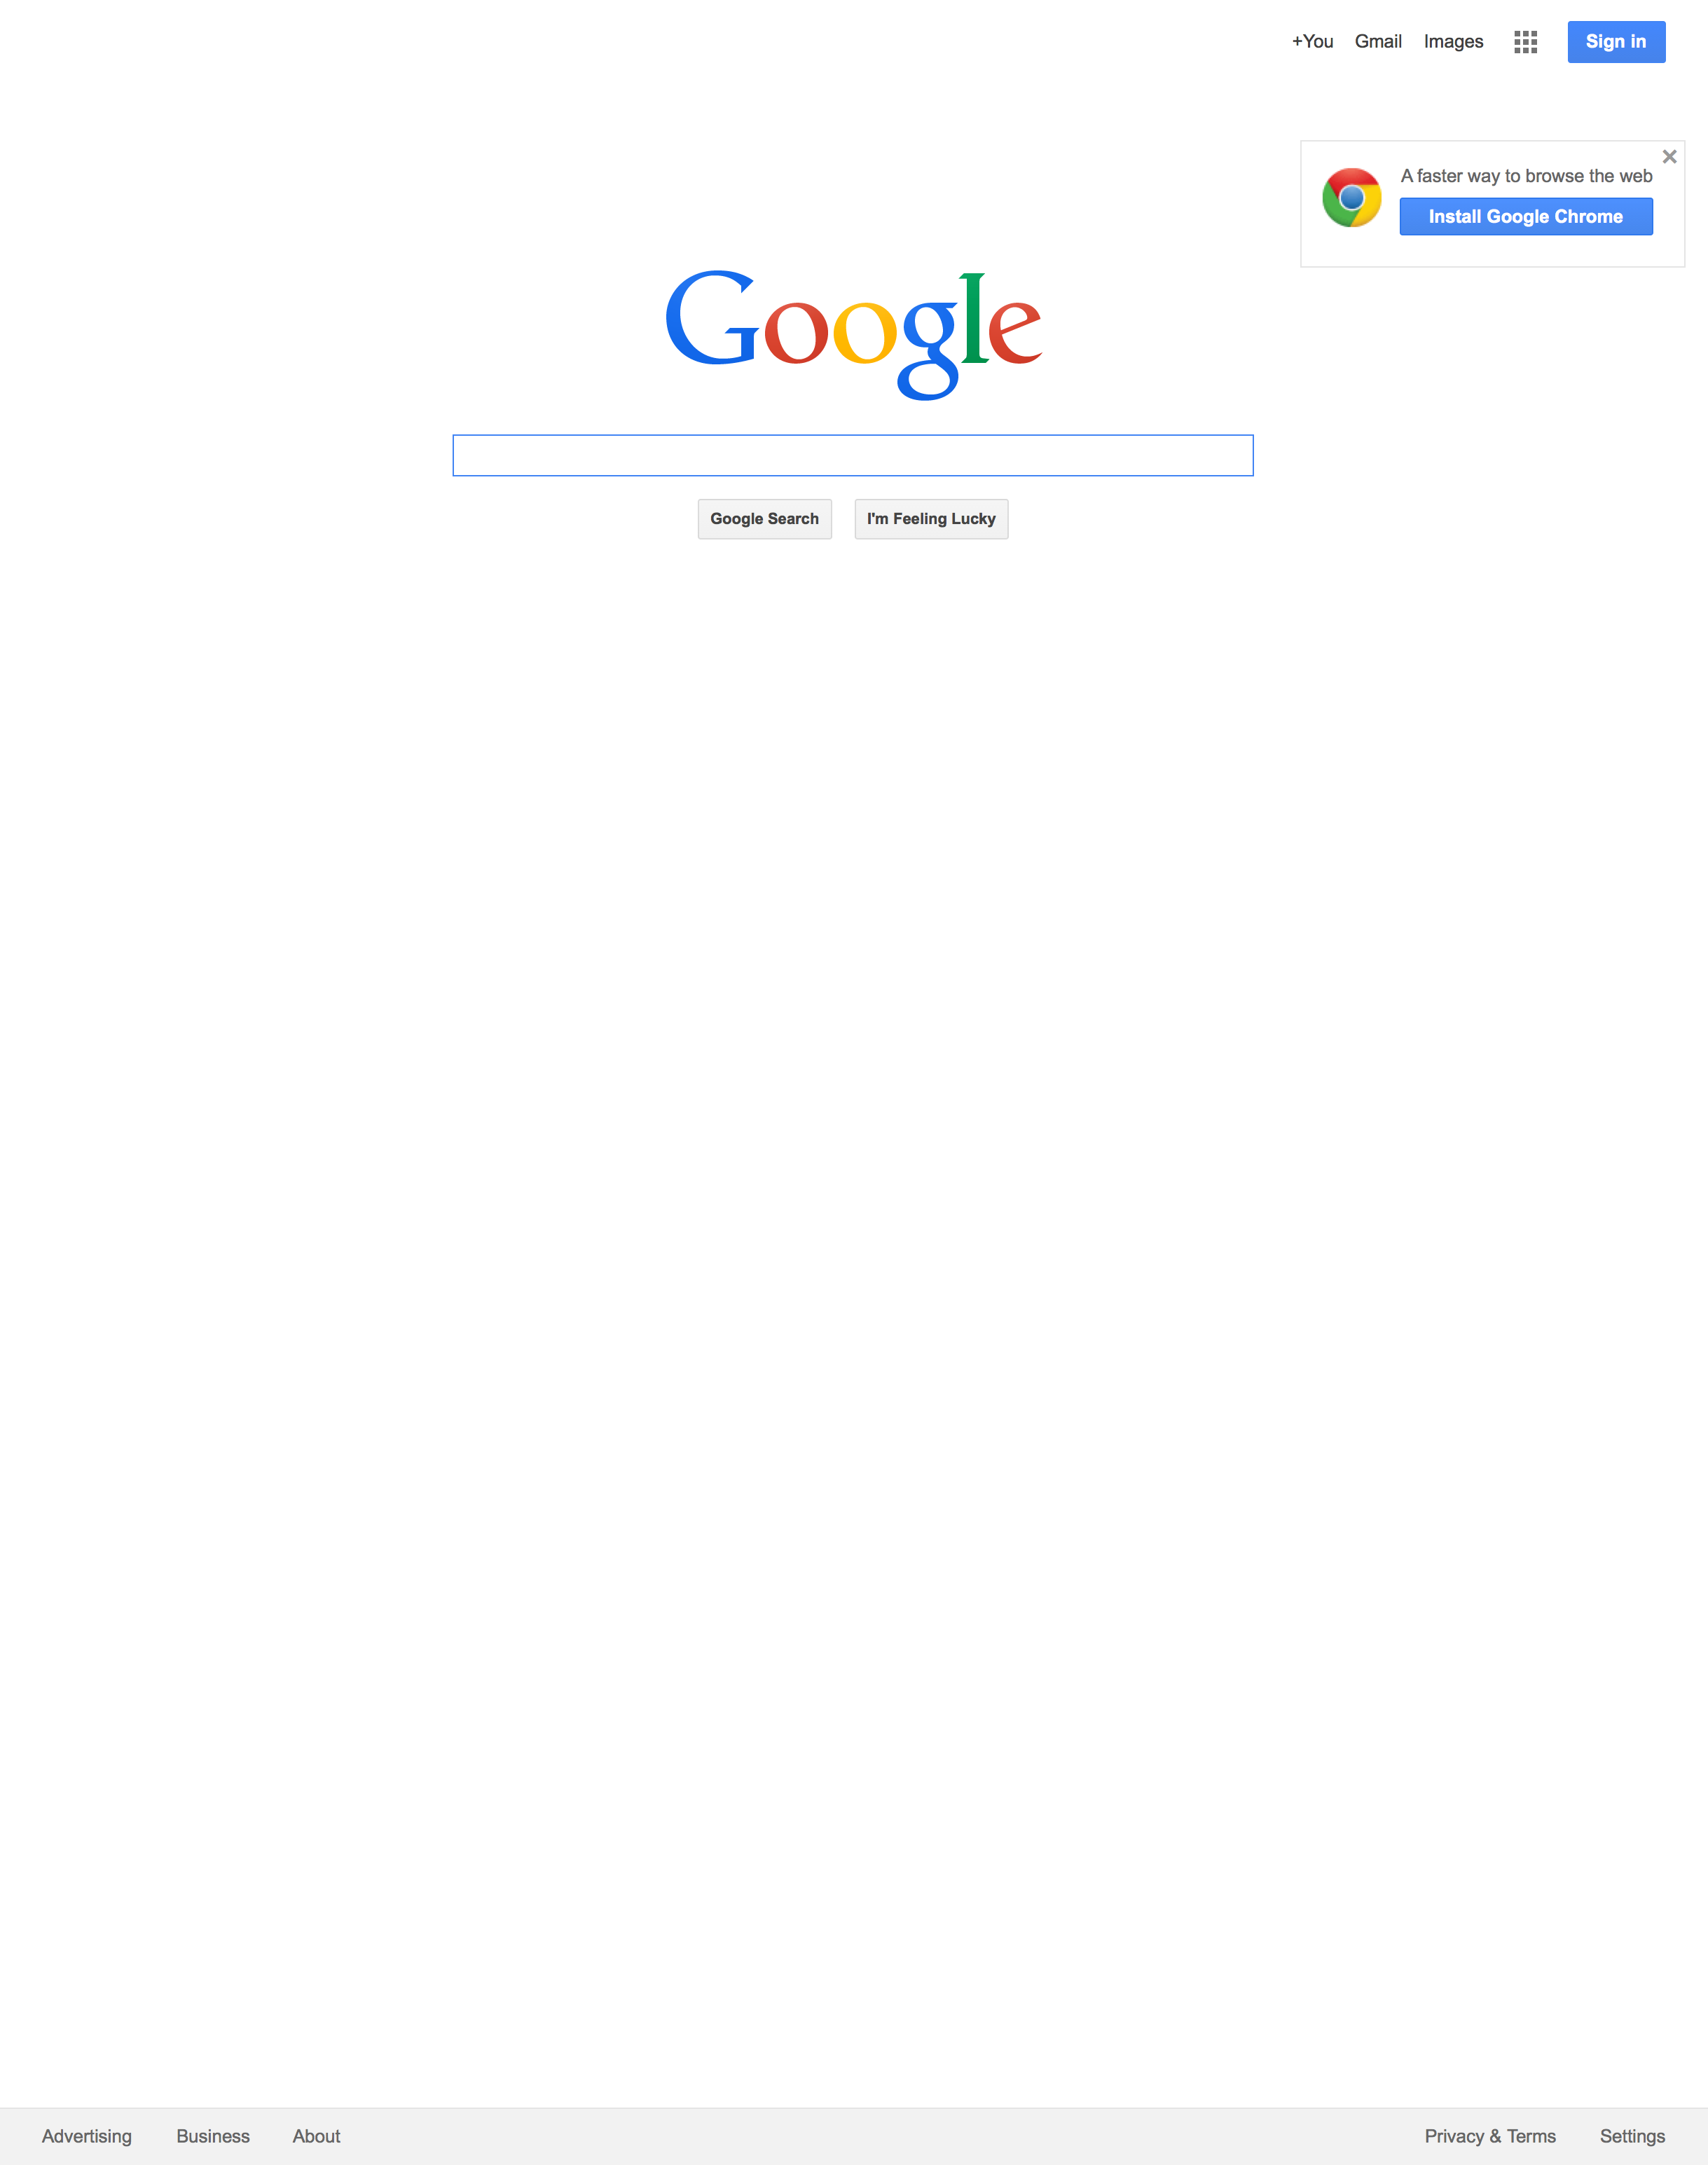 +You Gmail Images Sign in
A faster way to browse the web
Install Google Chrome
Google
Google Search I'm Feeling Lucky
Advertising Business About Privacy & Terms Settings